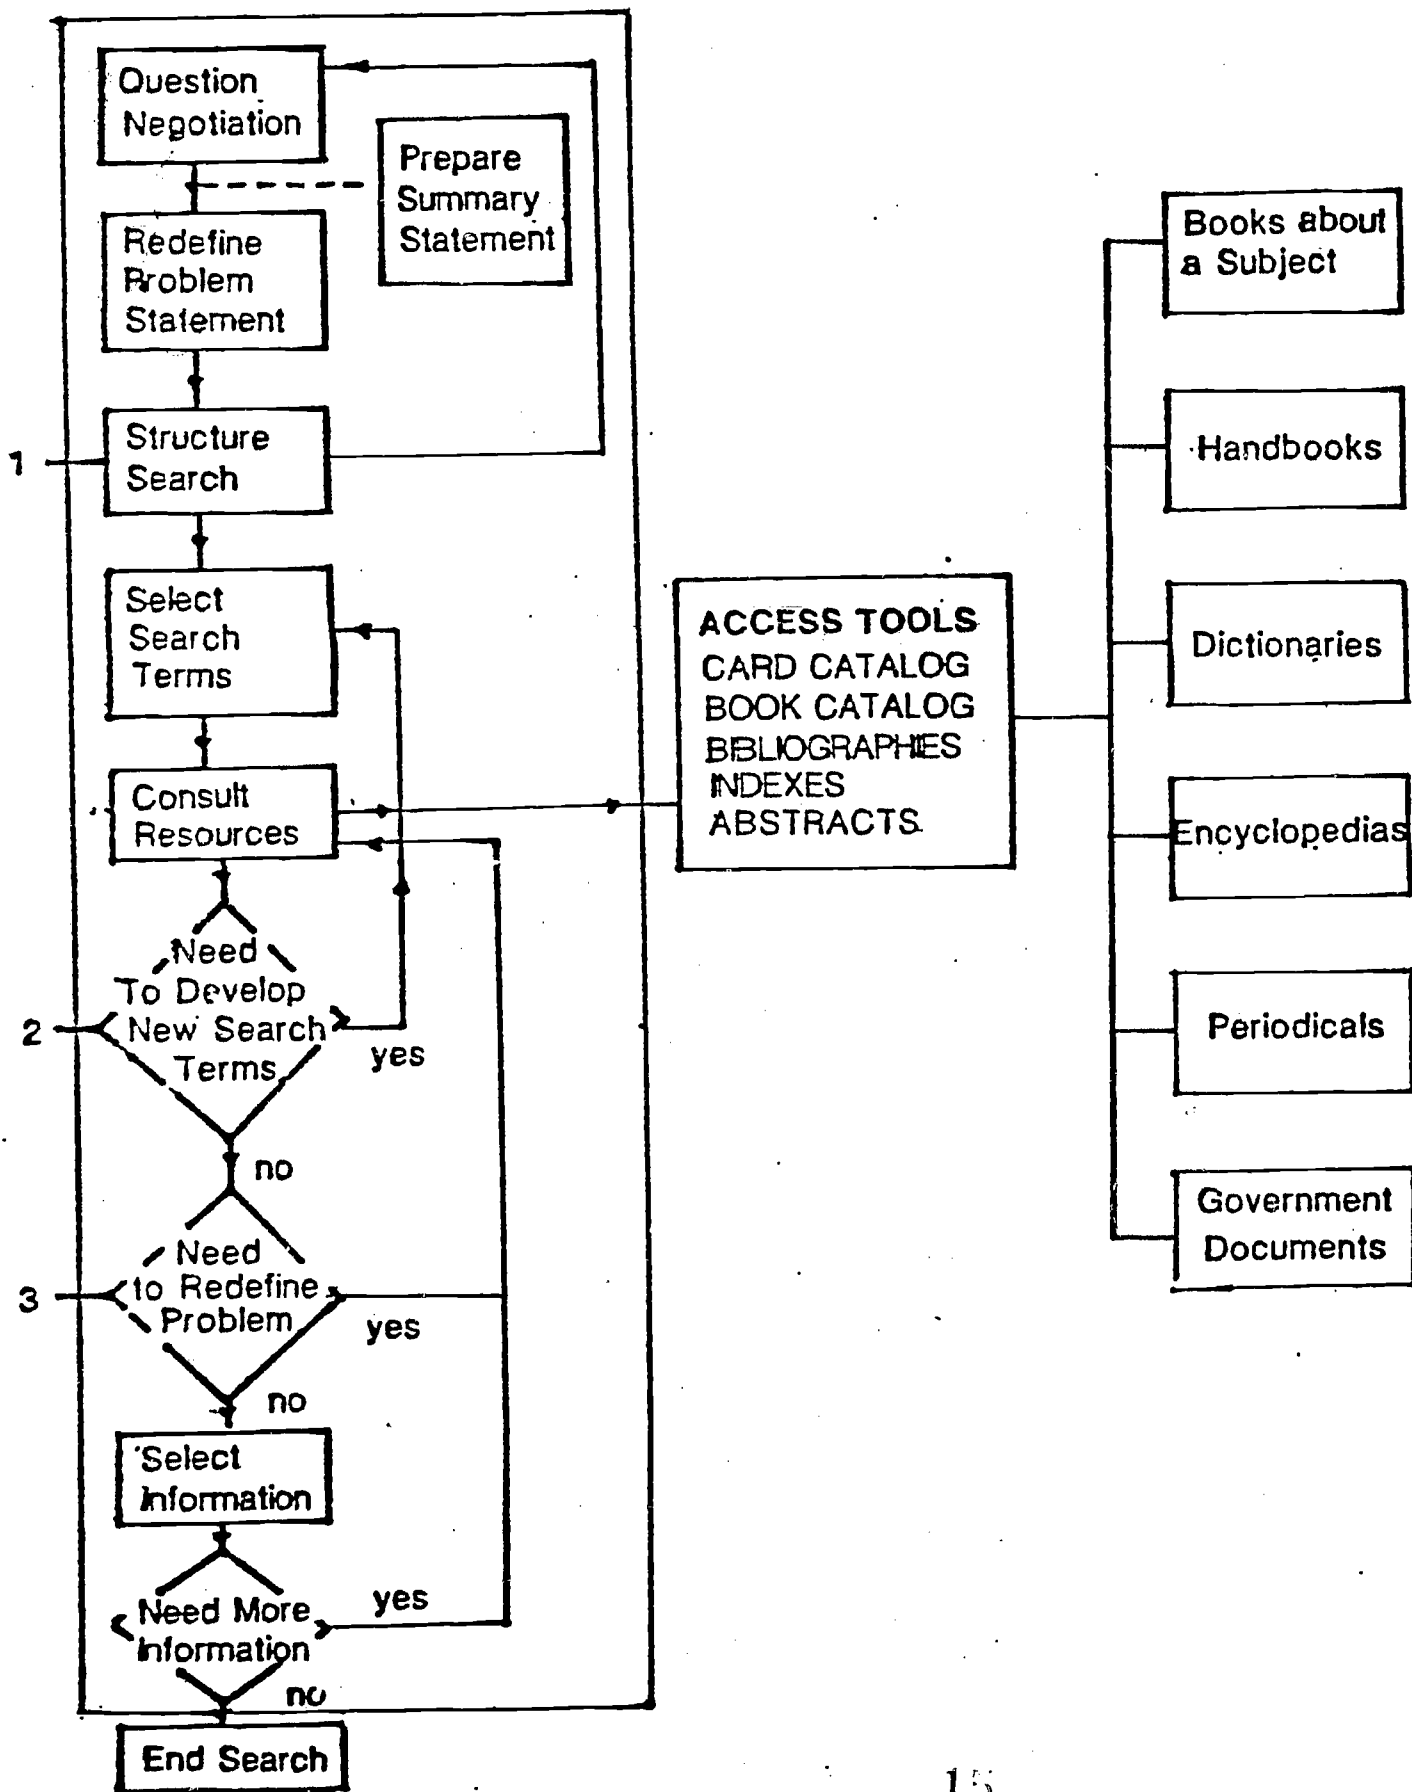 Question
Negotiation
Prepare
Summary
Statement
Redefine
Problem
Statement
1
Structure
Search
Select
Search
Terms
Consult
Resources
Need
To Develop
New Search
Terms
2
yes
no
Need
to Redefine
Problem
3
yes
no
Select
Information
Need More
Information
yes
no
End Search
ACCESS TOOLS
CARD CATALOG
BOOK CATALOG
BIBLIOGRAPHIES
INDEXES
ABSTRACTS
Books about
a Subject
Handbooks
Dictionaries
Encyclopedias
Periodicals
Government
Documents
15